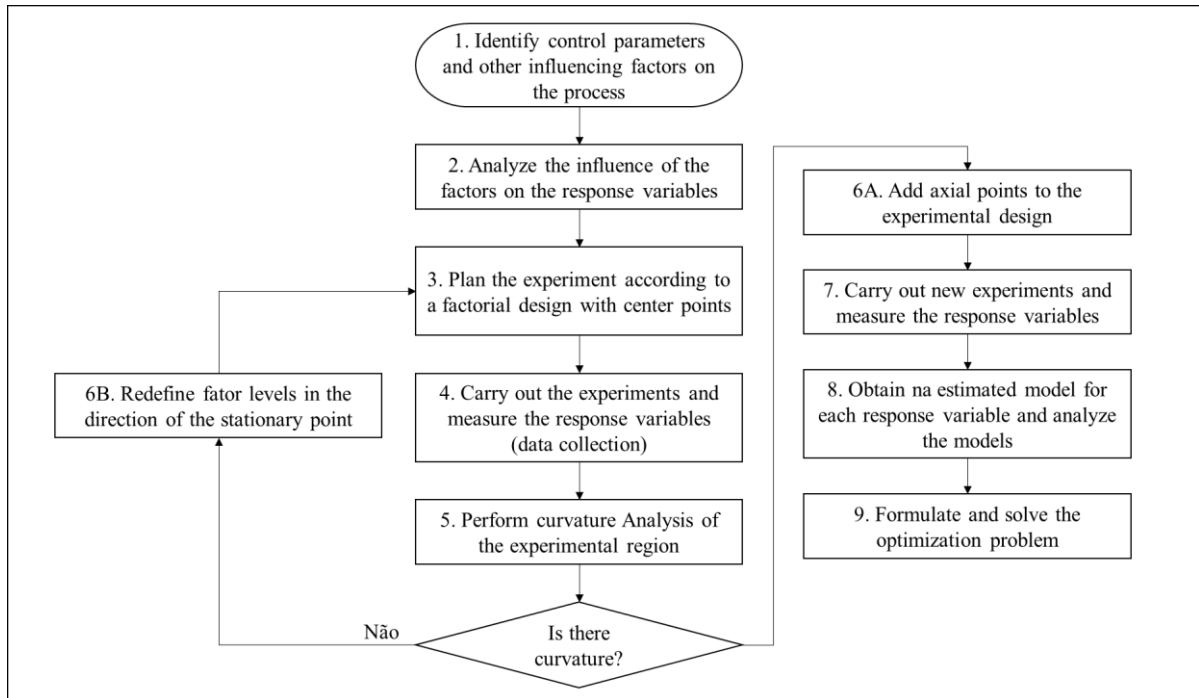 1. Identify control parameters
and other influencing factors on
the process
2. Analyze the influence of the
factors on the response variables
3. Plan the experiment according to
a factorial design with center points
4. Carry out the experiments and
measure the response variables
(data collection)
5. Perform curvature Analysis of
the experimental region
Is there
curvature?
Não
6B. Redefine fator levels in the
direction of the stationary point
6A. Add axial points to the
experimental design
7. Carry out new experiments and
measure the response variables
8. Obtain na estimated model for
each response variable and analyze
the models
9. Formulate and solve the
optimization problem